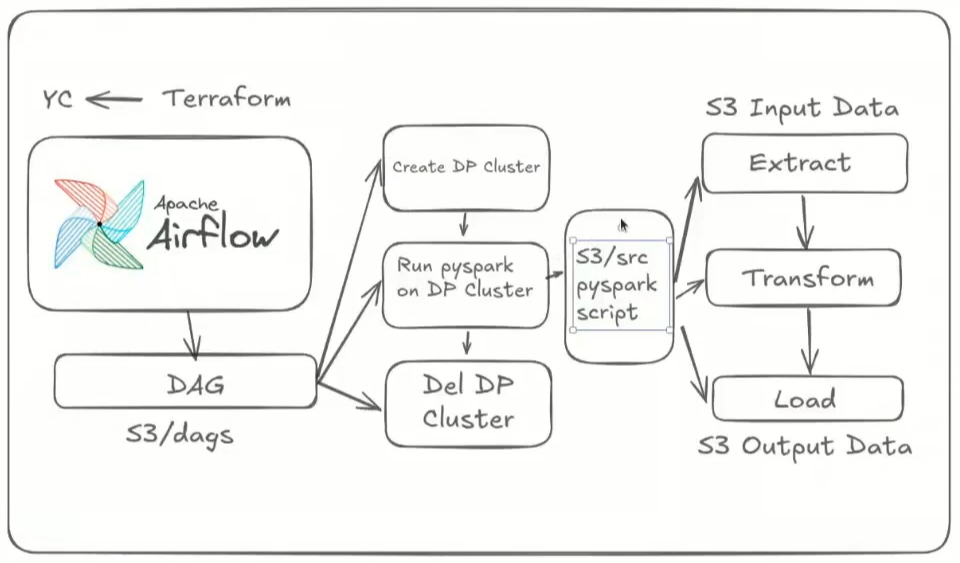 YC
Terraform
Apache
Airflow
DAG
S3/dags
Create DP Cluster
Run pyspark
on DP Cluster
Del DP
Cluster
S3/src
pyspark
script
S3 Input Data
Extract
Transform
Load
S3 Output Data